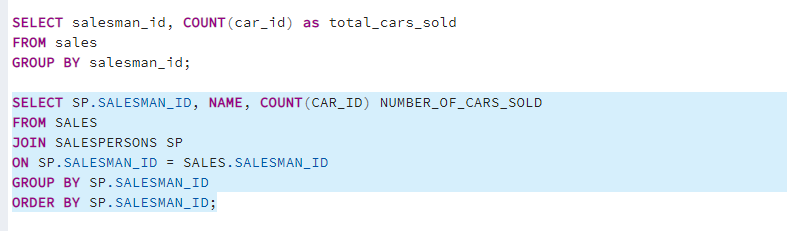 SELECT salesman_id, COUNT(car_id) as total_cars_sold
FROM sales
GROUP BY salesman_id;
SELECT SP.SALESMAN_ID, NAME, COUNT(CAR_ID) NUMBER_OF_CARS_SOLD
FROM SALES
JOIN SALESPERSONS SP
ON SP.SALESMAN_ID = SALES.SALESMAN_ID
GROUP BY SP.SALESMAN_ID
ORDER BY SP.SALESMAN_ID;